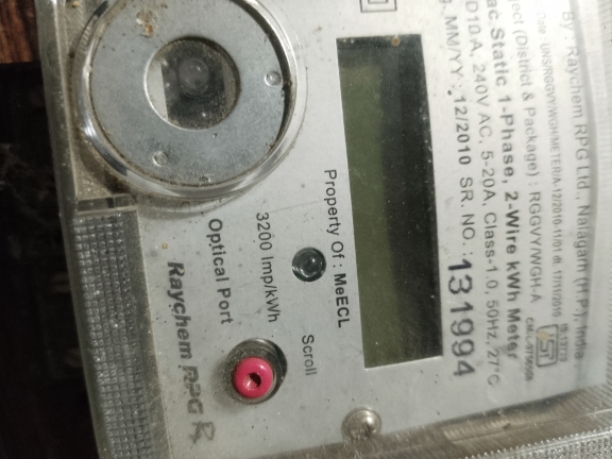 By: Raychem RPG Ltd., Nalagarh (H.P.), India
ject (District & Package) : RGGVY/WGH-A
ac Static 1-Phase, 2-Wire kWh Meter
D10 A, 240V AC, 5-20A, Class-1.0, 50Hz, 27°C
g. MM/YY : 12/2010 SR. NO. : 131994
Property Of : MeECL
3200 Imp/kWh
Scroll
Optical Port
Raychem RPG